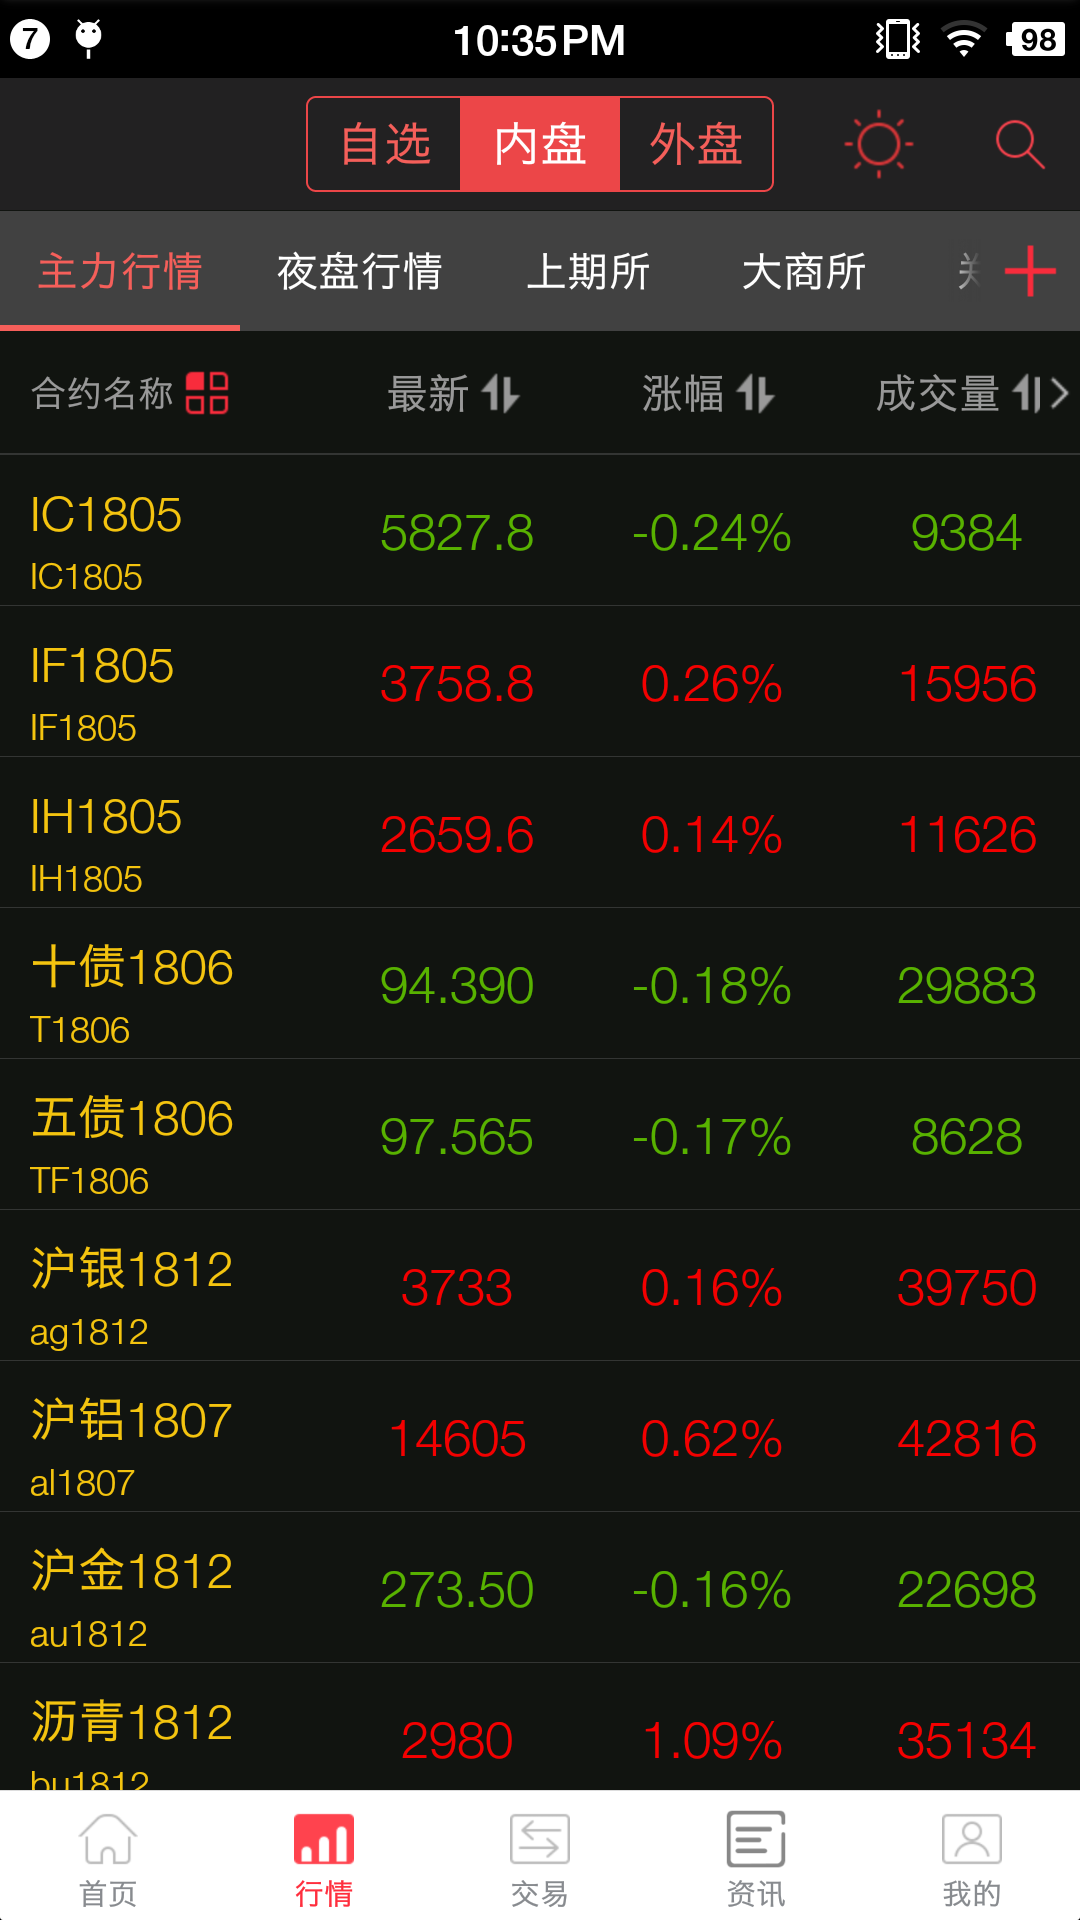 7 10:35 PM 98
自选 内盘 外盘
主力行情 夜盘行情 上期所 大商所
合约名称 最新 涨幅 成交量
IC1805 5827.8 -0.24% 9384
IC1805
IF1805 3758.8 0.26% 15956
IF1805
IH1805 2659.6 0.14% 11626
IH1805
十债1806 94.390 -0.18% 29883
T1806
五债1806 97.565 -0.17% 8628
TF1806
沪银1812 3733 0.16% 39750
ag1812
沪铝1807 14605 0.62% 42816
al1807
沪金1812 273.50 -0.16% 22698
au1812
沥青1812 2980 1.09% 35134
bu1812
首页 行情 交易 资讯 我的